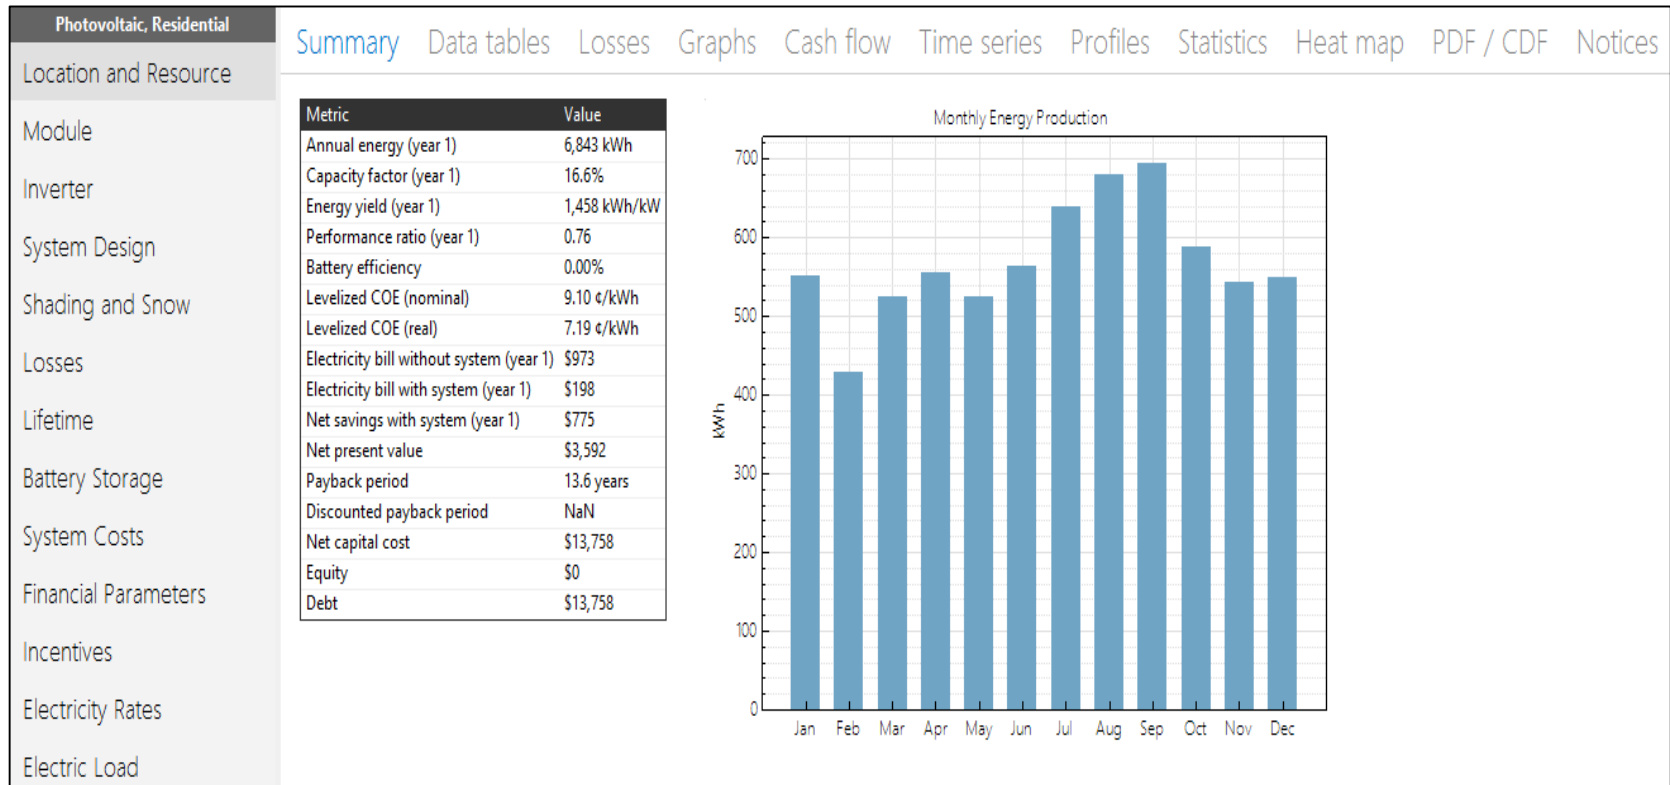 Photovoltaic, Residential
Location and Resource
Module
Inverter
System Design
Shading and Snow
Losses
Lifetime
Battery Storage
System Costs
Financial Parameters
Incentives
Electricity Rates
Electric Load
Summary Data tables Losses Graphs Cash flow Time series Profiles Statistics Heat map PDF / CDF Notices
Metric Value
Annual energy (year 1) 6,843 kWh
Capacity factor (year 1) 16.6%
Energy yield (year 1) 1,458 kWh/kW
Performance ratio (year 1) 0.76
Battery efficiency 0.00%
Levelized COE (nominal) 9.10 ¢/kWh
Levelized COE (real) 7.19 ¢/kWh
Electricity bill without system (year 1) $973
Electricity bill with system (year 1) $198
Net savings with system (year 1) $775
Net present value $3,592
Payback period 13.6 years
Discounted payback period NaN
Net capital cost $13,758
Equity $0
Debt $13,758
Monthly Energy Production
kWh
700
600
500
400
300
200
100
0
Jan Feb Mar Apr May Jun Jul Aug Sep Oct Nov Dec